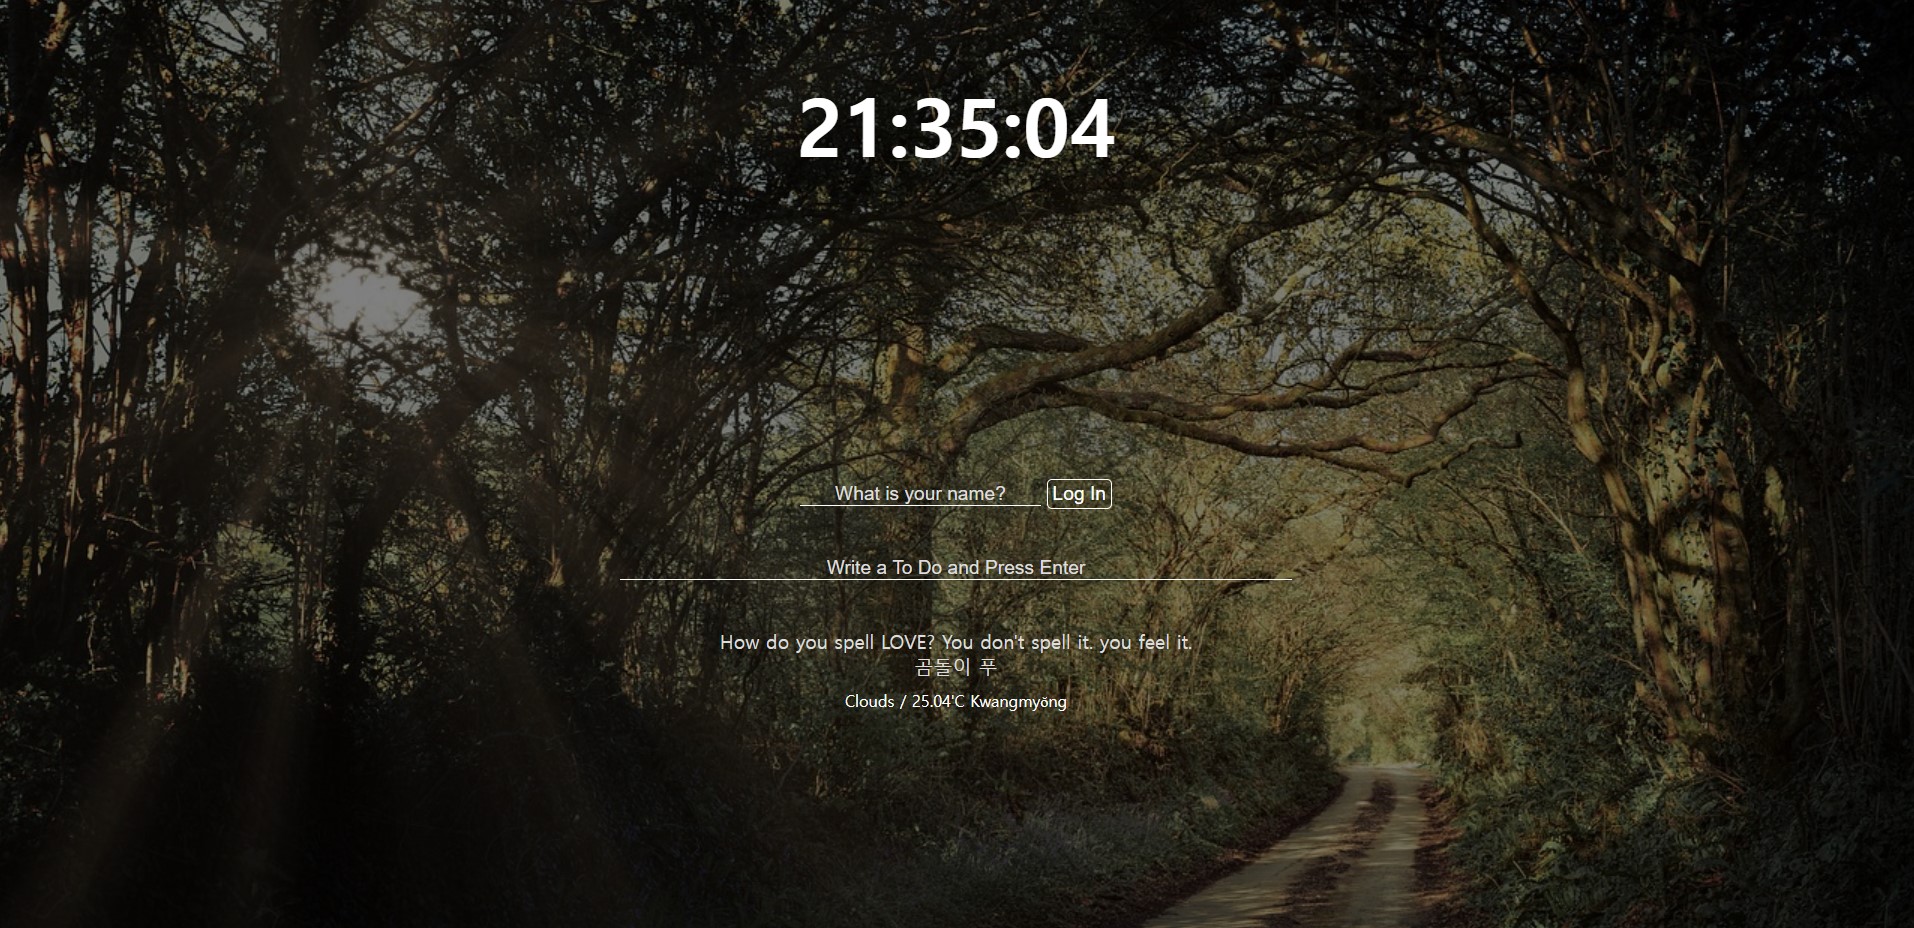 21:35:04
What is your name? Log In
Write a To Do and Press Enter
How do you spell LOVE? You don't spell it. you feel it.
곰돌이 푸
Clouds / 25.04'C Kwangmyŏng